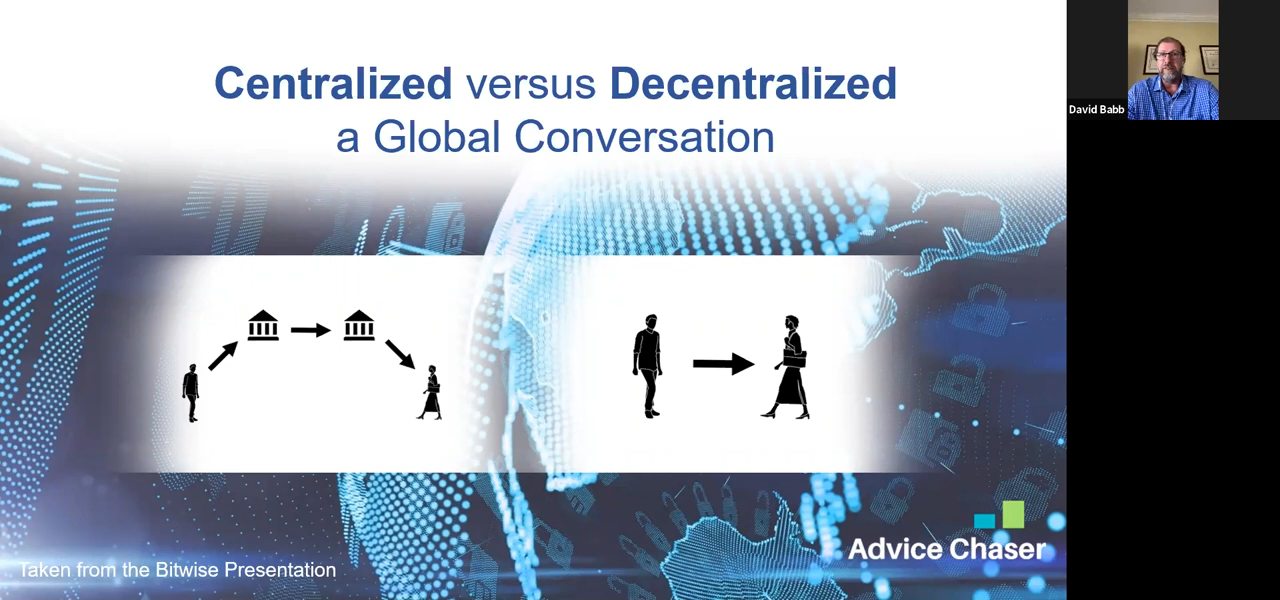 Centralized versus Decentralized
a Global Conversation
David Babb
Advice Chaser
Taken from the Bitwise Presentation